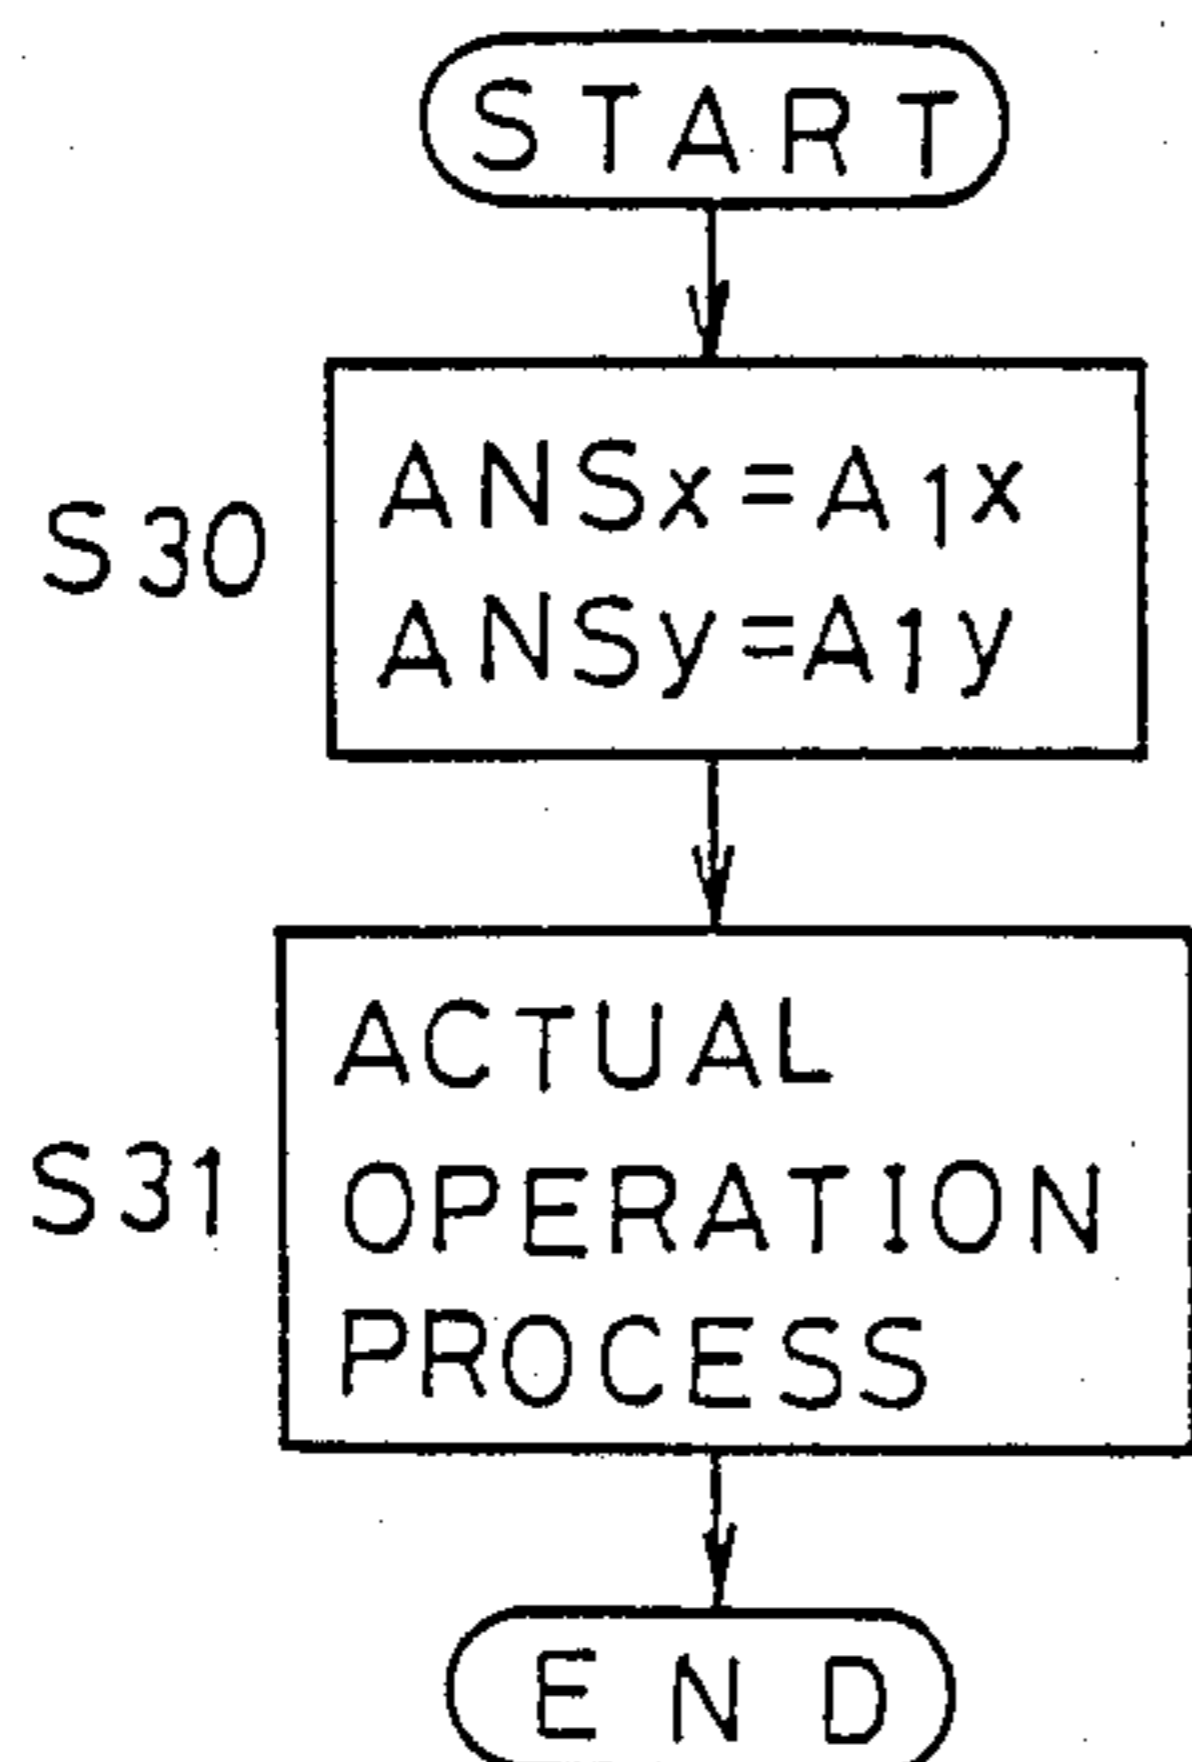 START
S30
ANSx=A1x
ANSy=A1y
S31
ACTUAL
OPERATION
PROCESS
END